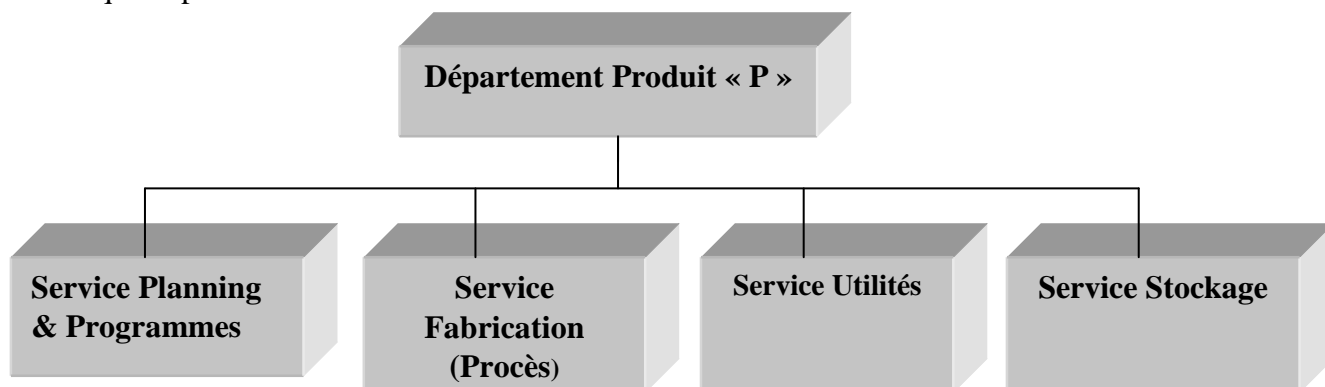 Département Produit « P »
Service Planning
& Programmes
Service
Fabrication
(Procès)
Service Utilités
Service Stockage